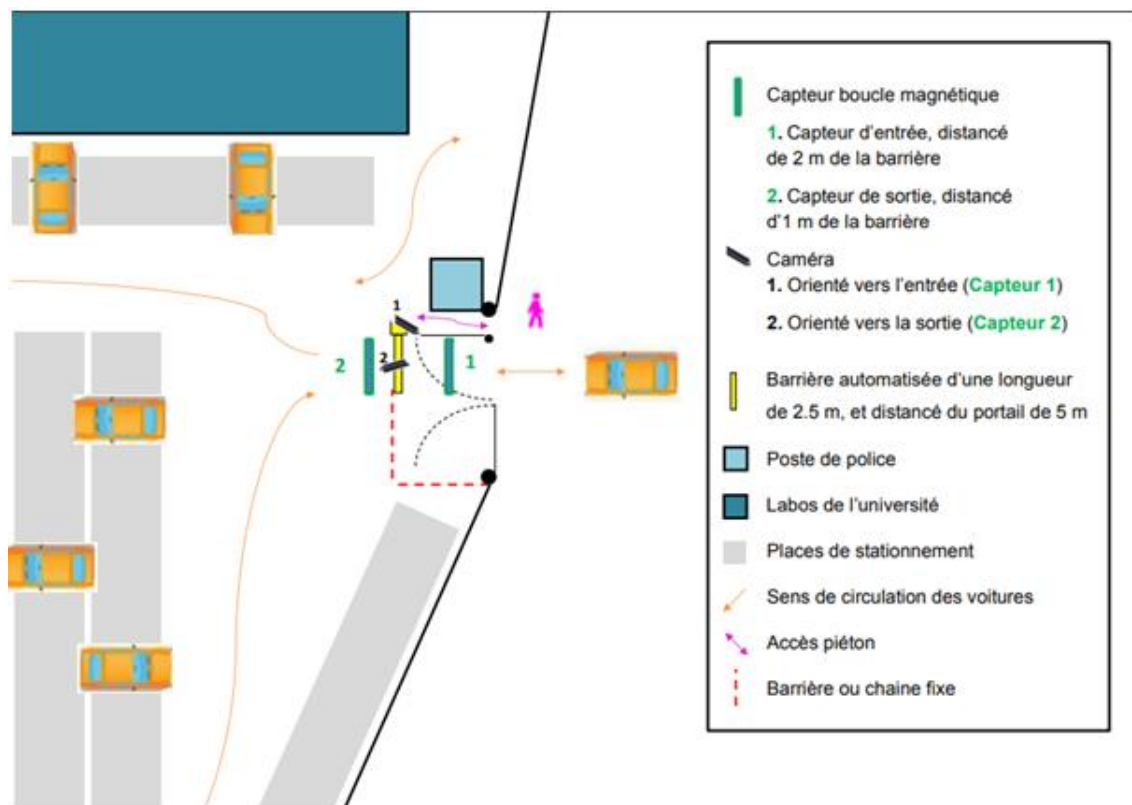 Capteur boucle magnétique
1. Capteur d'entrée, distancé
de 2 m de la barrière
2. Capteur de sortie, distancé
d'1 m de la barrière
Caméra
1. Orienté vers l'entrée (Capteur 1)
2. Orienté vers la sortie (Capteur 2)
Barrière automatisée d'une longueur
de 2.5 m, et distancé du portail de 5 m
Poste de police
Labos de l'université
Places de stationnement
Sens de circulation des voitures
Accès piéton
Barrière ou chaine fixe
1
2
2
1